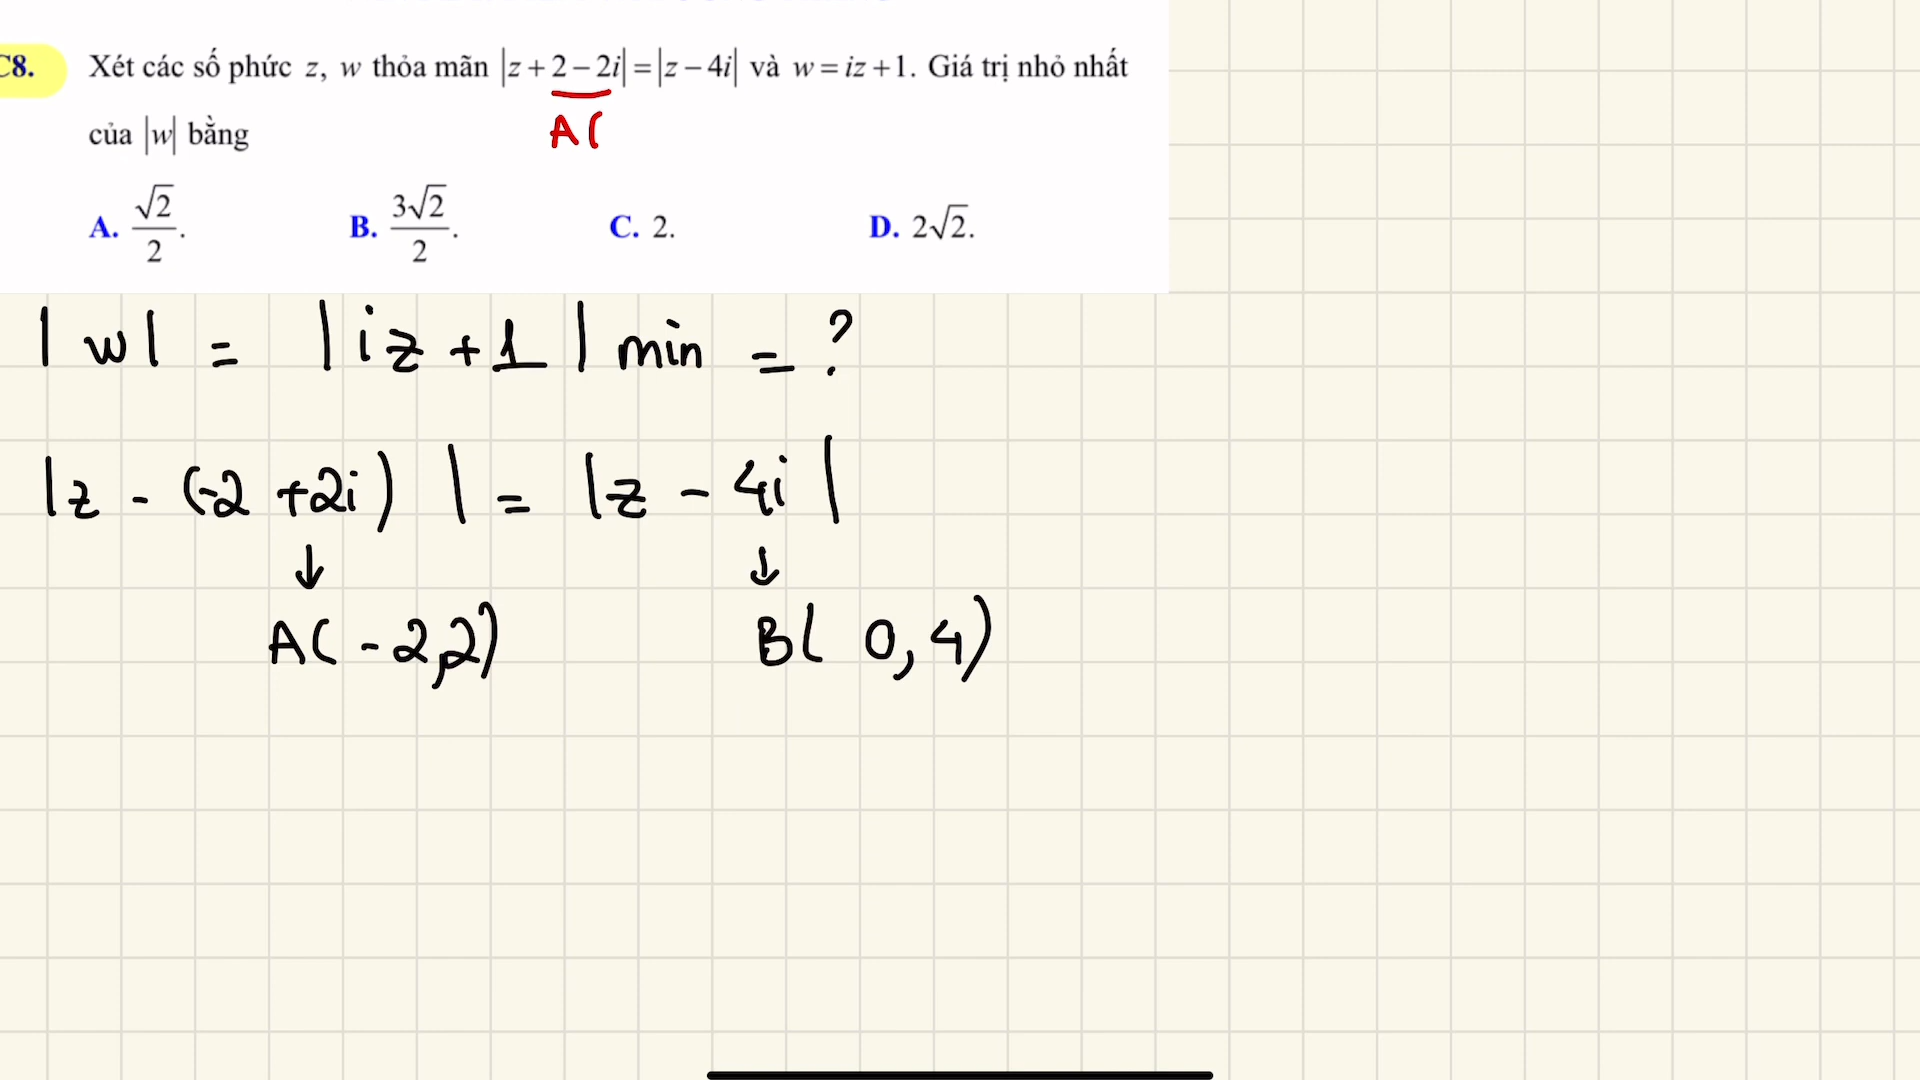 C8. Xét các số phức z, w thỏa mãn |z + 2 − 2i| = |z − 4i| và w = iz + 1. Giá trị nhỏ nhất
A(
của |w| bằng
A. √2/2. B. 3√2/2. C. 2. D. 2√2.
|w| = |iz + 1| min = ?
|z - (-2 + 2i)| = |z - 4i|
↓ ↓
A(-2,2) B(0,4)